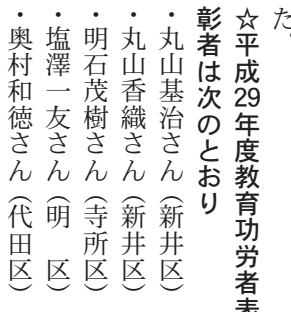 た。
☆平成29年度教育功労者表
彰者は次のとおり
・丸山基治さん（新井区）
・丸山香織さん（新井区）
・明石茂樹さん（寺所区）
・塩澤一友さん（明　区）
・奥村和徳さん（代田区）